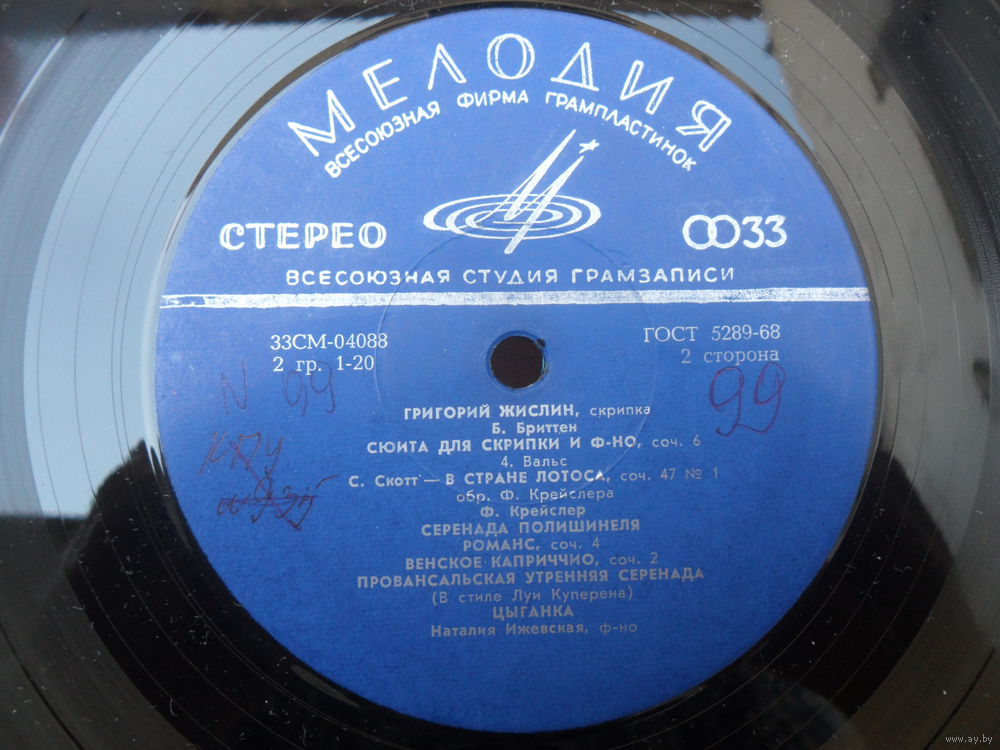 МЕЛОДИЯ
ВСЕСОЮЗНАЯ ФИРМА ГРАМПЛАСТИНОК
СТЕРЕО
33
ВСЕСОЮЗНАЯ СТУДИЯ ГРАМЗАПИСИ
33СМ-04088
ГОСТ 5289-68
2 гр. 1-20
2 сторона
N 99
99
ГРИГОРИЙ ЖИСЛИН, скрипка
Б. Бриттен
СЮИТА ДЛЯ СКРИПКИ И Ф-НО, соч. 6
4. Вальс
С. Скотт — В СТРАНЕ ЛОТОСА, соч. 47 № 1
обр. Ф. Крейслера
Ф. Крейслер
СЕРЕНАДА ПОЛИШИНЕЛЯ
РОМАНС, соч. 4
ВЕНСКОЕ КАПРИЧЧИО, соч. 2
ПРОВАНСАЛЬСКАЯ УТРЕННЯЯ СЕРЕНАДА
(В стиле Луи Куперена)
ЦЫГАНКА
Наталия Ижевская, ф-но
www.ay.by